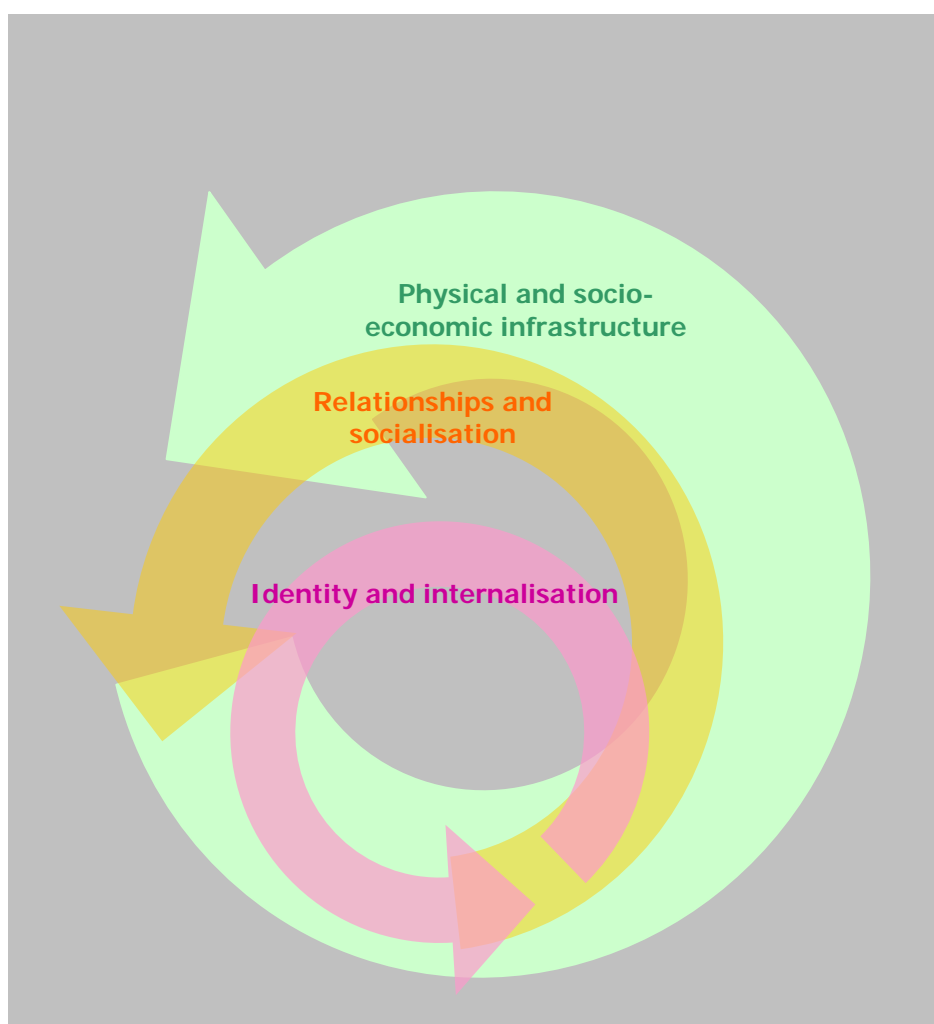 Physical and socio-
economic infrastructure
Relationships and
socialisation
Identity and internalisation